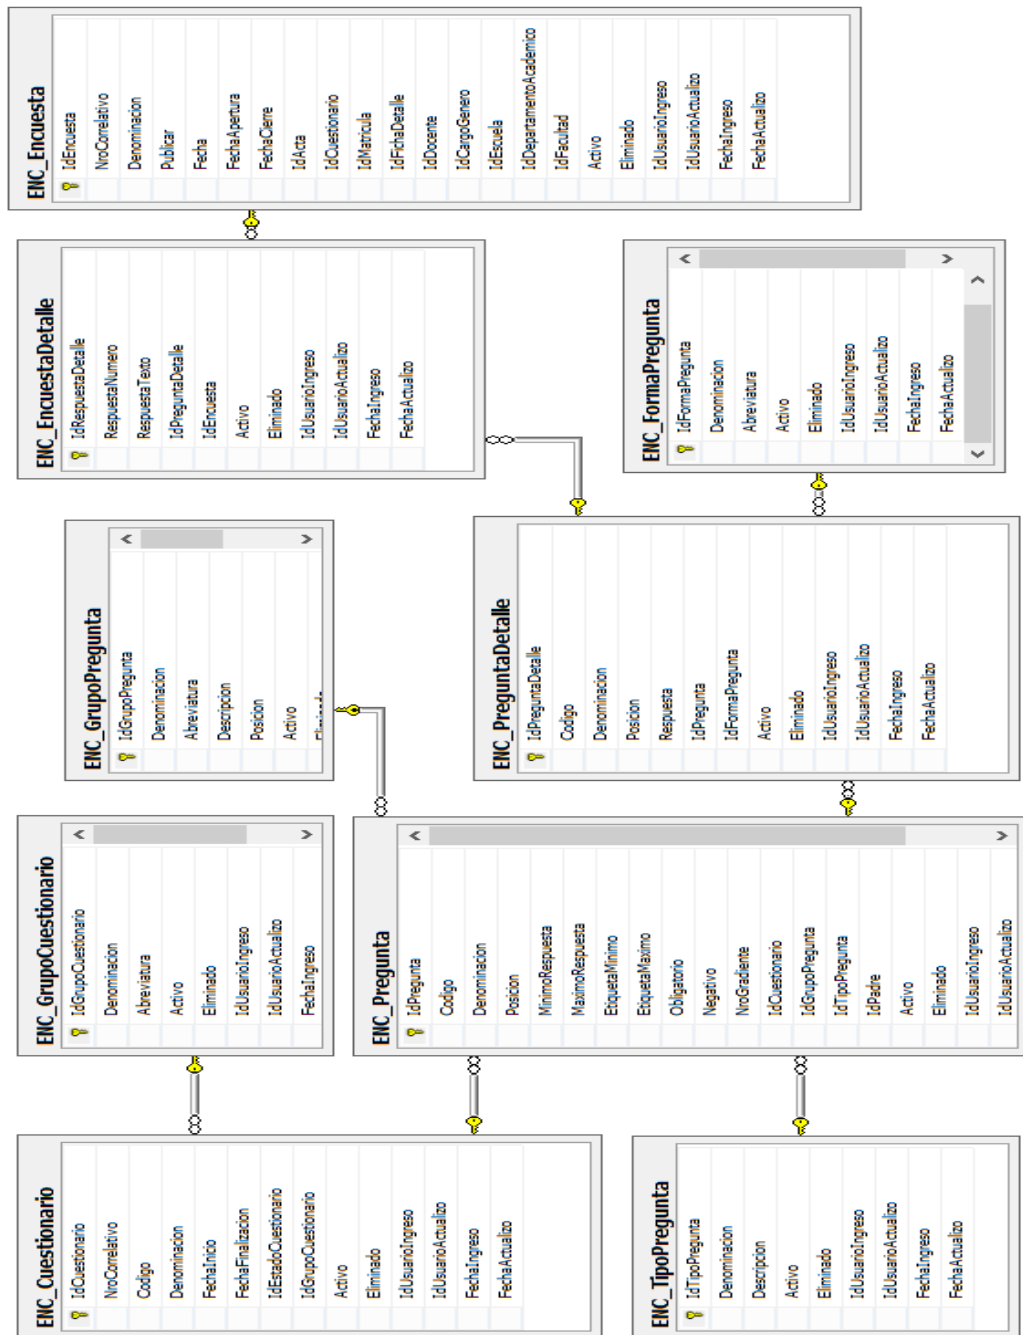 ENC_Cuestionario
IdCuestionario
NroCorrelativo
Codigo
Denominacion
FechaInicio
FechaFinalizacion
IdEstadoCuestionario
IdGrupoCuestionario
Activo
Eliminado
IdUsuarioIngreso
IdUsuarioActualizo
FechaIngreso
FechaActualizo
ENC_GrupoCuestionario
IdGrupoCuestionario
Denominacion
Abreviatura
Activo
Eliminado
IdUsuarioIngreso
IdUsuarioActualizo
FechaIngreso
ENC_GrupoPregunta
IdGrupoPregunta
Denominacion
Abreviatura
Descripcion
Posicion
Activo
Eliminado
ENC_EncuestaDetalle
IdRespuestaDetalle
RespuestaNumero
RespuestaTexto
IdPreguntaDetalle
IdEncuesta
Activo
Eliminado
IdUsuarioIngreso
IdUsuarioActualizo
FechaIngreso
FechaActualizo
ENC_Encuesta
IdEncuesta
NroCorrelativo
Denominacion
Publicar
Fecha
FechaApertura
FechaCierre
IdActa
IdCuestionario
IdMatricula
IdFichaDetalle
IdDocente
IdCargoGenero
IdEscuela
IdDepartamentoAcademico
IdFacultad
Activo
Eliminado
IdUsuarioIngreso
IdUsuarioActualizo
FechaIngreso
FechaActualizo
ENC_TipoPregunta
IdTipoPregunta
Denominacion
Descripcion
Activo
Eliminado
IdUsuarioIngreso
IdUsuarioActualizo
FechaIngreso
FechaActualizo
ENC_Pregunta
IdPregunta
Codigo
Denominacion
Posicion
MinimoRespuesta
MaximoRespuesta
EtiquetaMinimo
EtiquetaMaximo
Obligatorio
Negativo
NroGradiente
IdCuestionario
IdGrupoPregunta
IdTipoPregunta
IdPadre
Activo
Eliminado
IdUsuarioIngreso
IdUsuarioActualizo
ENC_PreguntaDetalle
IdPreguntaDetalle
Codigo
Denominacion
Posicion
Respuesta
IdPregunta
IdFormaPregunta
Activo
Eliminado
IdUsuarioIngreso
IdUsuarioActualizo
FechaIngreso
FechaActualizo
ENC_FormaPregunta
IdFormaPregunta
Denominacion
Abreviatura
Activo
Eliminado
IdUsuarioIngreso
IdUsuarioActualizo
FechaIngreso
FechaActualizo